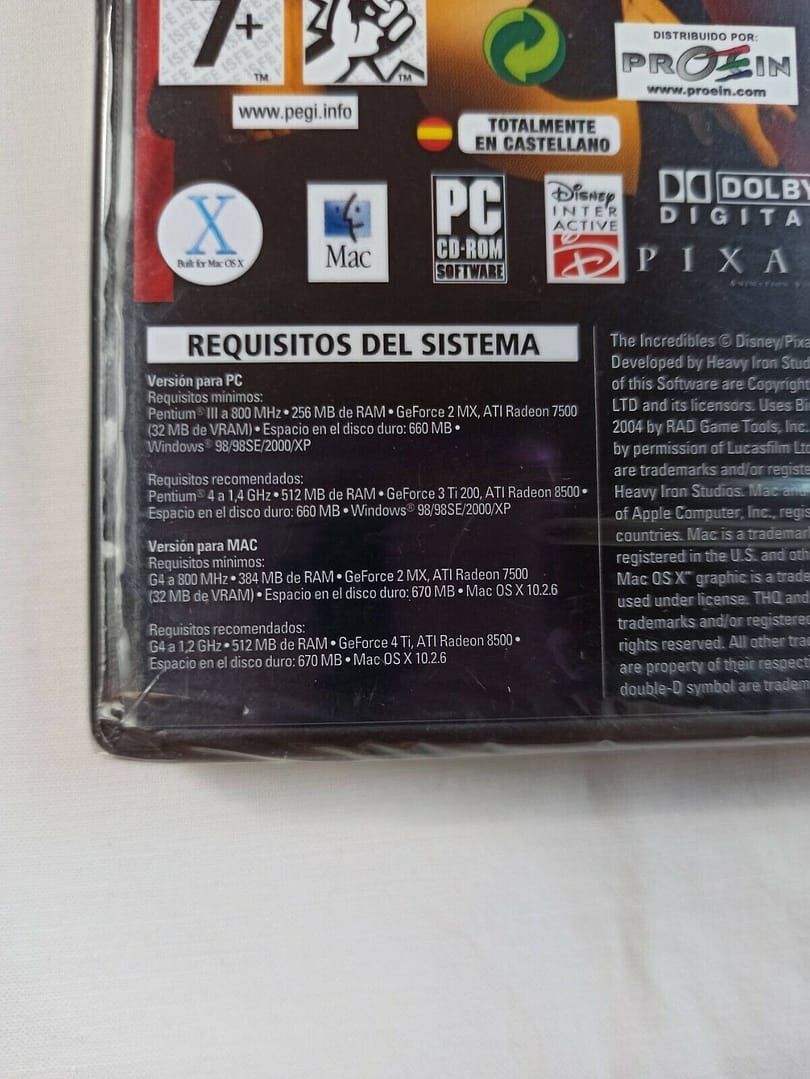 7+
ISFE
TM
TM
DISTRIBUIDO POR:
PROEIN
www.proein.com
www.pegi.info
TOTALMENTE
EN CASTELLANO
X
Built for Mac OS X
Mac
PC
CD-ROM
SOFTWARE
Disney
INTER
ACTIVE
DOLBY
DIGITA
PIXA
REQUISITOS DEL SISTEMA
Versión para PC
Requisitos mínimos:
Pentium® III a 800 MHz • 256 MB de RAM • GeForce 2 MX, ATI Radeon 7500
(32 MB de VRAM) • Espacio en el disco duro: 660 MB •
Windows® 98/98SE/2000/XP
Requisitos recomendados:
Pentium® 4 a 1,4 GHz • 512 MB de RAM • GeForce 3 Ti 200, ATI Radeon 8500 •
Espacio en el disco duro: 660 MB • Windows® 98/98SE/2000/XP
Versión para MAC
Requisitos mínimos:
G4 a 800 MHz • 384 MB de RAM • GeForce 2 MX, ATI Radeon 7500
(32 MB de VRAM) • Espacio en el disco duro: 670 MB • Mac OS X 10.2.6
Requisitos recomendados:
G4 a 1,2 GHz • 512 MB de RAM • GeForce 4 Ti, ATI Radeon 8500 •
Espacio en el disco duro: 670 MB • Mac OS X 10.2.6
The Incredibles © Disney/Pixa
Developed by Heavy Iron Stud
of this Software are Copyright
LTD and its licensors. Uses Bi
2004 by RAD Game Tools, Inc.
by permission of Lucasfilm Ltd
are trademarks and/or registe
Heavy Iron Studios. Mac and
of Apple Computer, Inc., regis
countries. Mac is a trademar
registered in the U.S. and oth
Mac OS X™ graphic is a trade
used under license. THQ and
trademarks and/or registered
rights reserved. All other tra
are property of their respect
double-D symbol are tradem